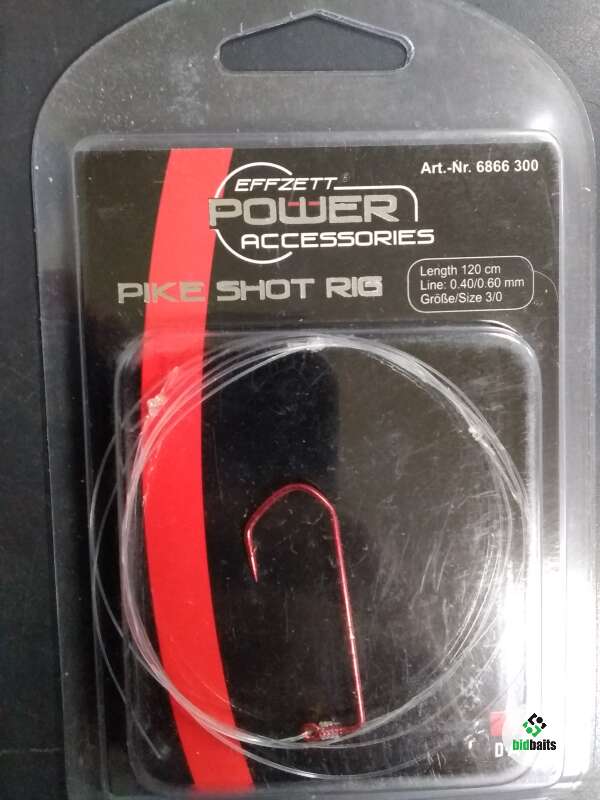 EFFZETT
POWER
ACCESSORIES
Art.-Nr. 6866 300
PIKE SHOT RIG
Length 120 cm
Line: 0.40/0.60 mm
Größe/Size 3/0
bidbaits